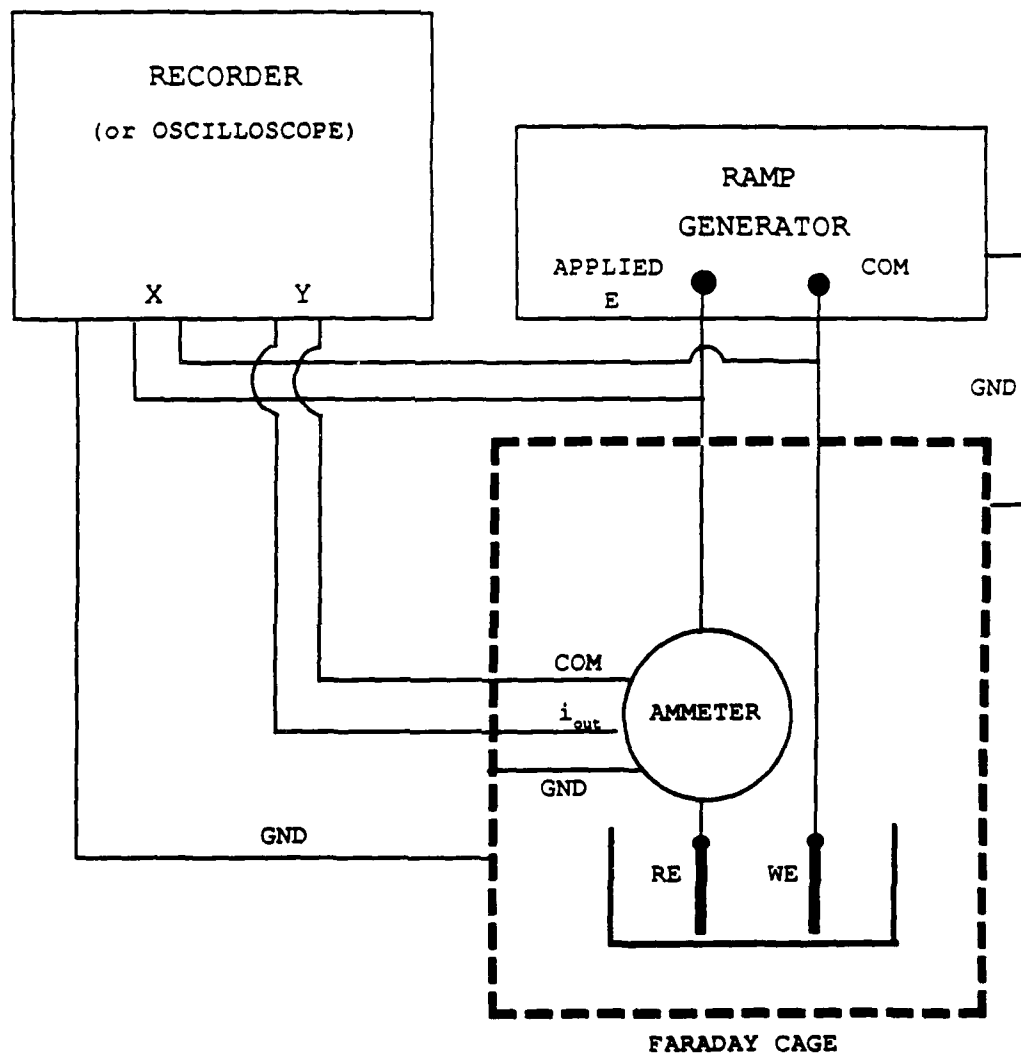 RECORDER
(or OSCILLOSCOPE)
X
Y
RAMP
GENERATOR
APPLIED
E
COM
GND
COM
i_out
GND
AMMETER
GND
RE
WE
FARADAY CAGE